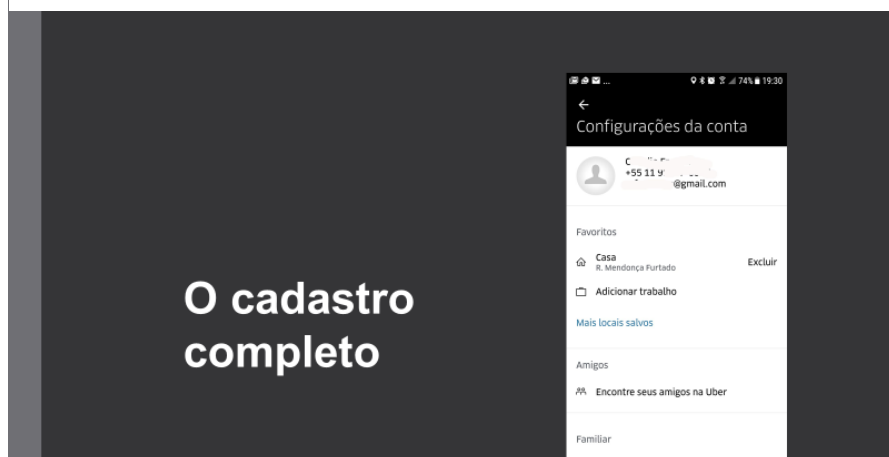 O cadastro
completo
... 74% 19:30
Configurações da conta
+55 11 9
@gmail.com
Favoritos
Casa
R. Mendonça Furtado
Excluir
Adicionar trabalho
Mais locais salvos
Amigos
Encontre seus amigos na Uber
Familiar